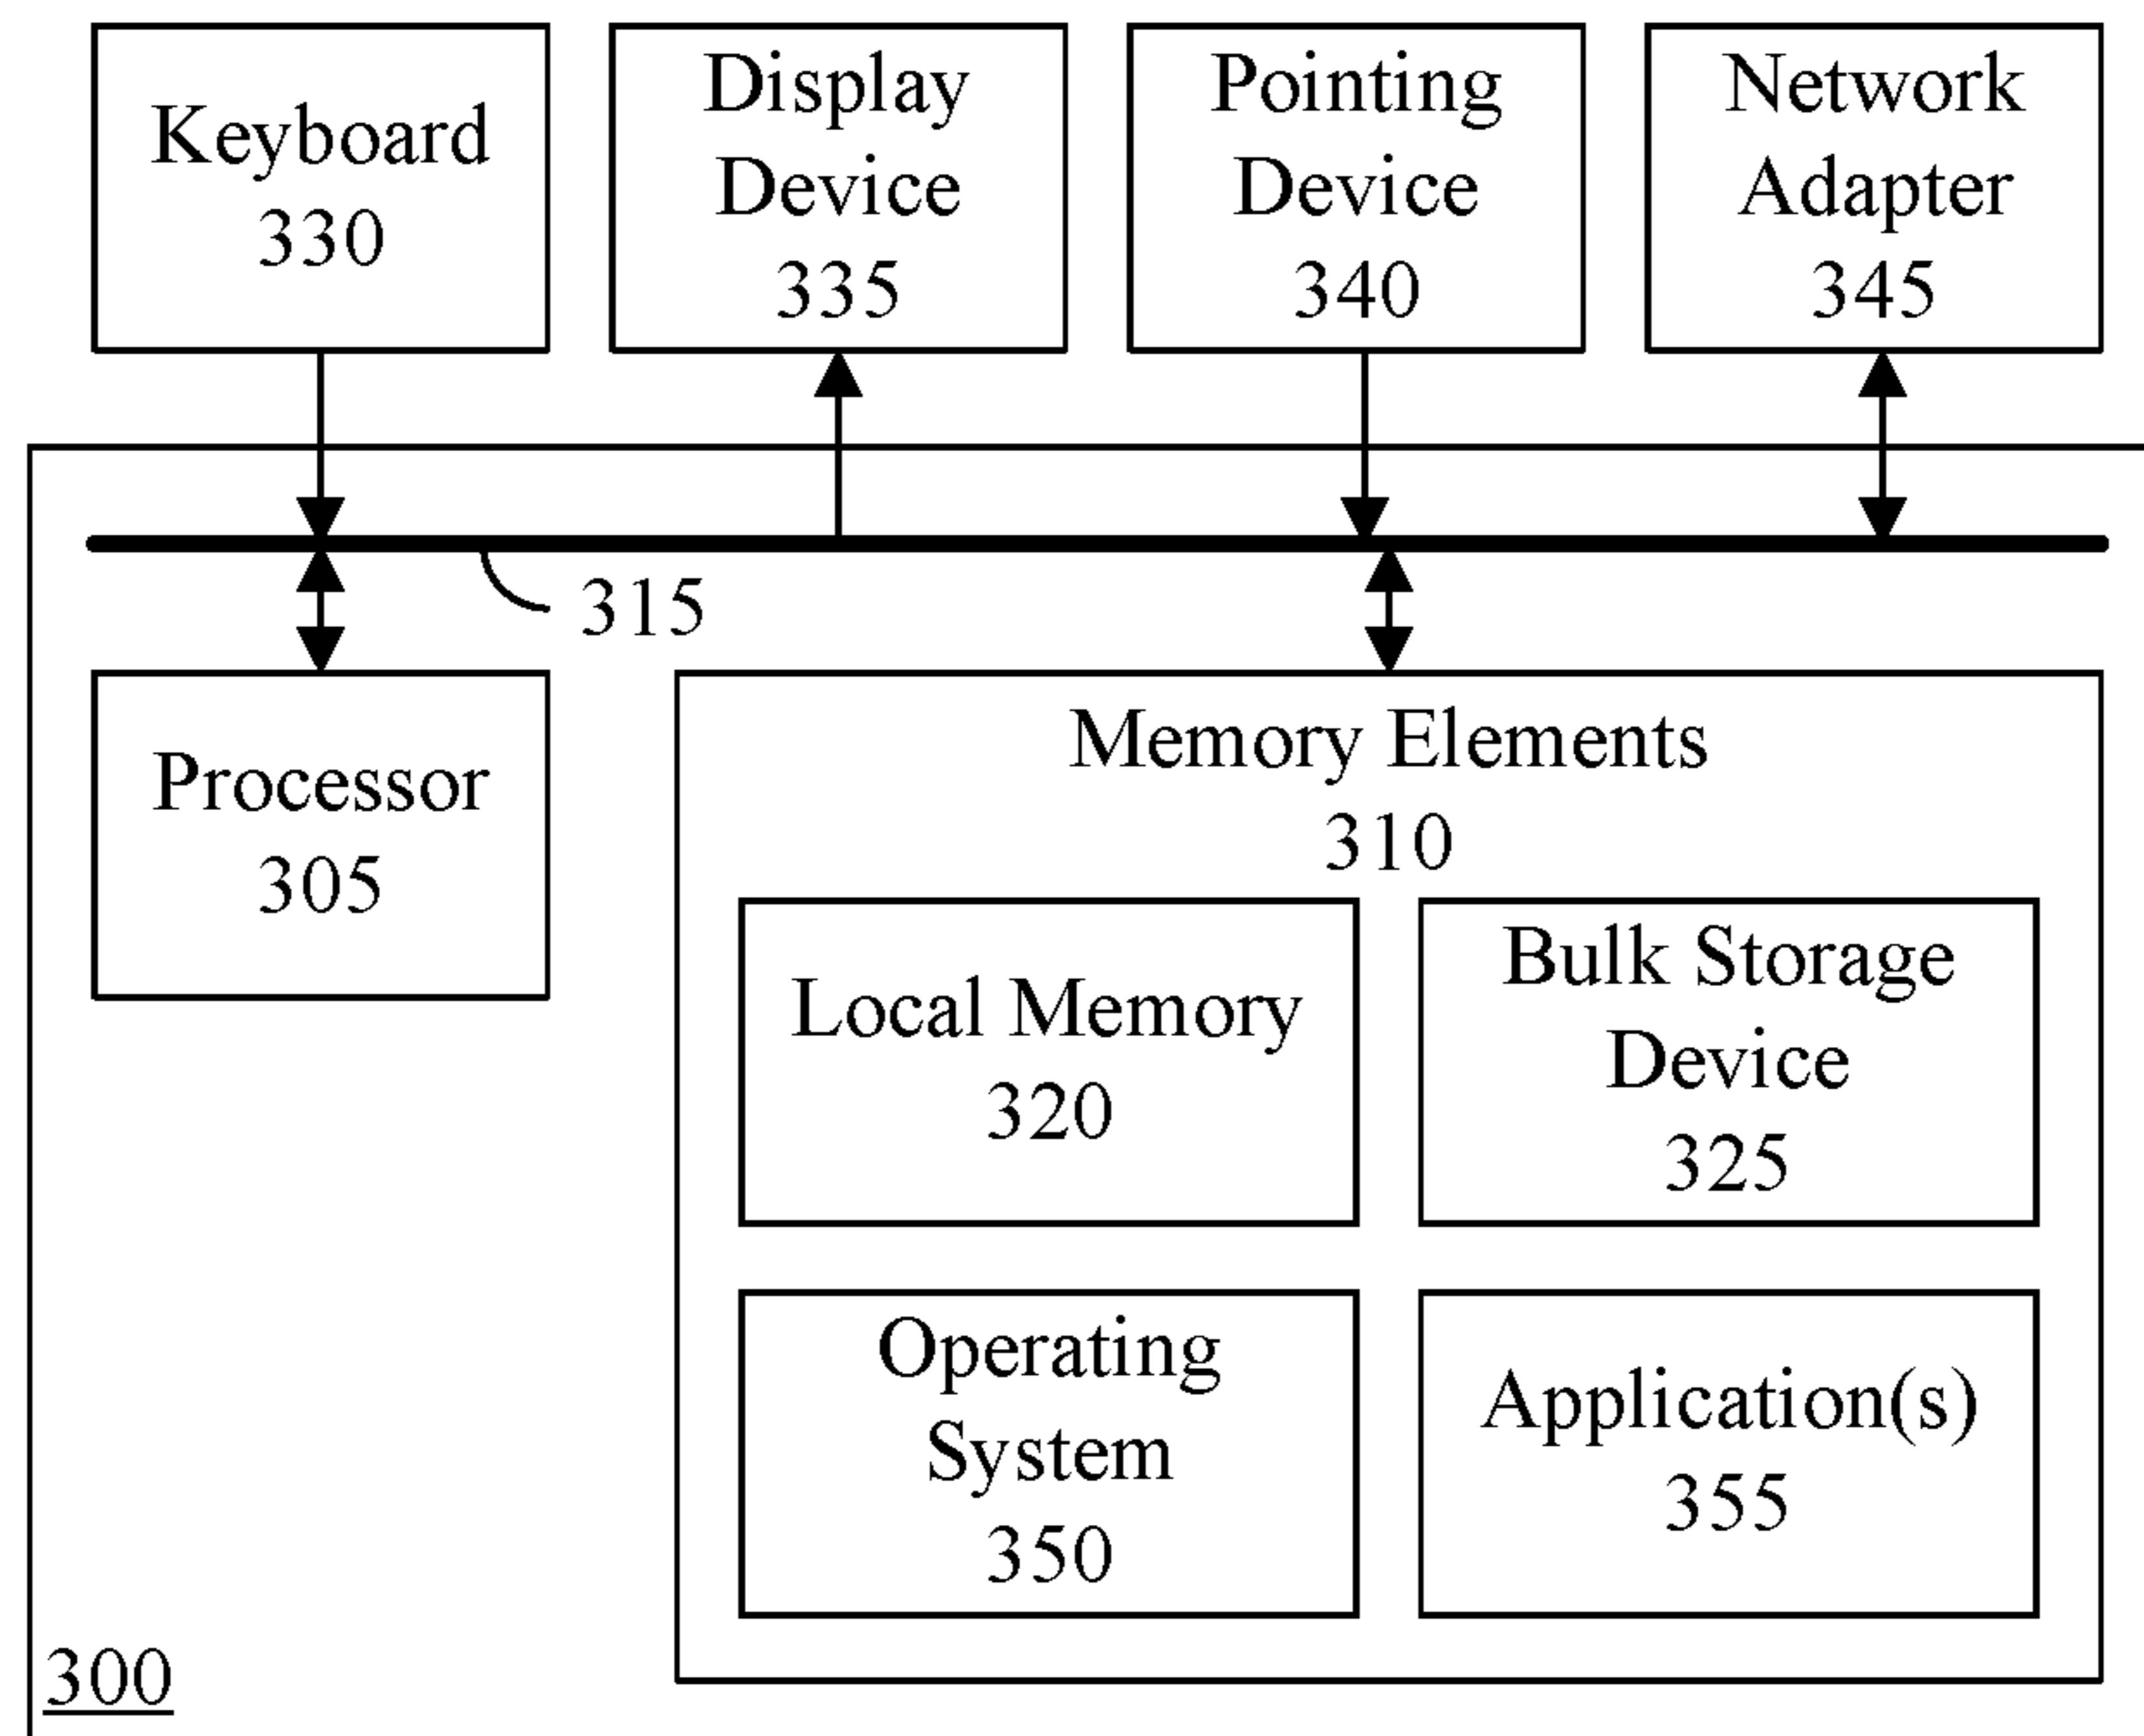 Keyboard
330
Display
Device
335
Pointing
Device
340
Network
Adapter
345
315
Processor
305
Memory Elements
310
Local Memory
320
Bulk Storage
Device
325
Operating
System
350
Application(s)
355
300